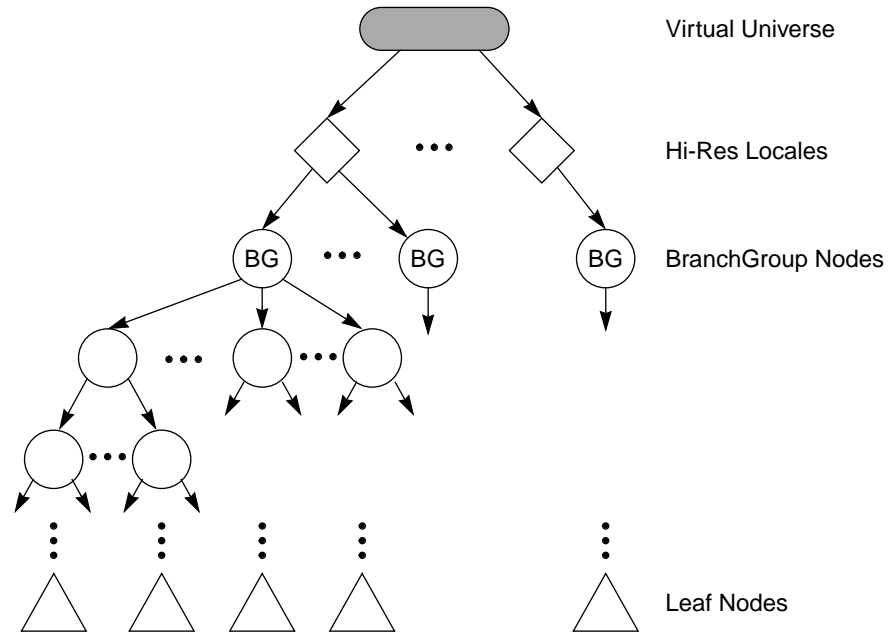 Virtual Universe
Hi-Res Locales
BG BG BG BranchGroup Nodes
Leaf Nodes